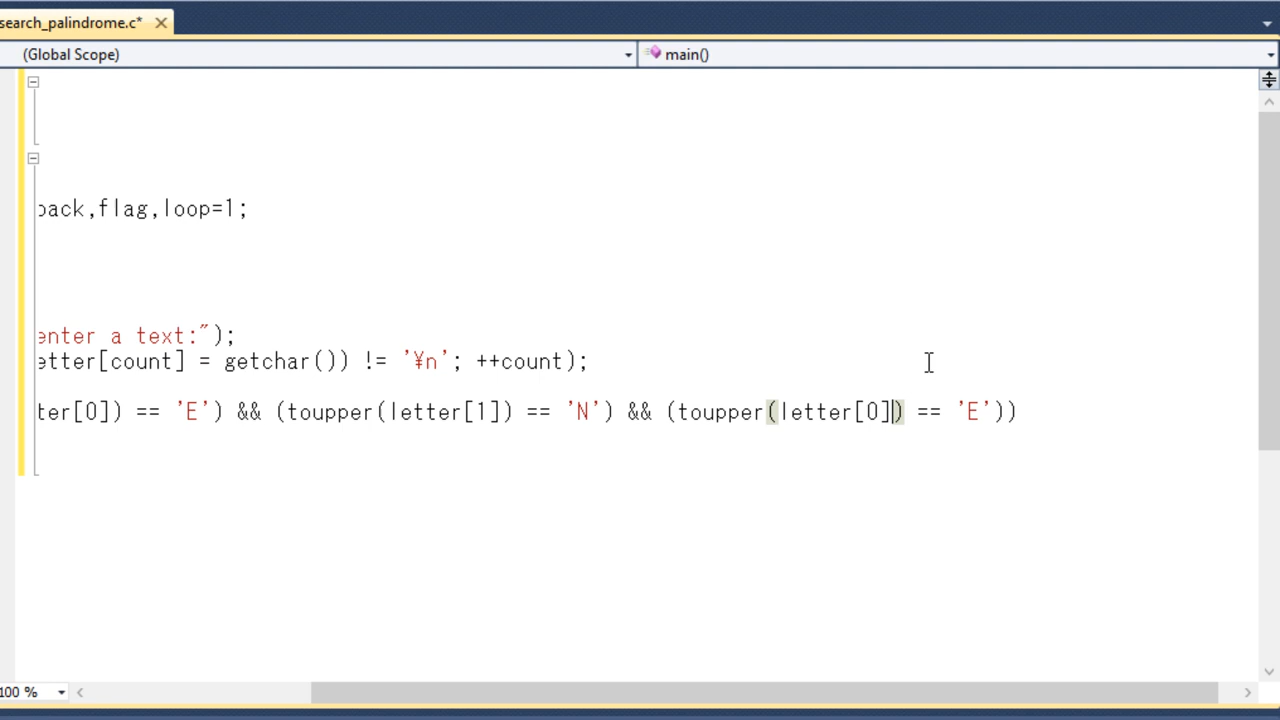 search_palindrome.c*
(Global Scope)
main()
back,flag,loop=1;
enter a text:");
etter[count] = getchar()) != '¥n'; ++count);
ter[0]) == 'E') && (toupper(letter[1]) == 'N') && (toupper(letter[0]) == 'E'))
100 %